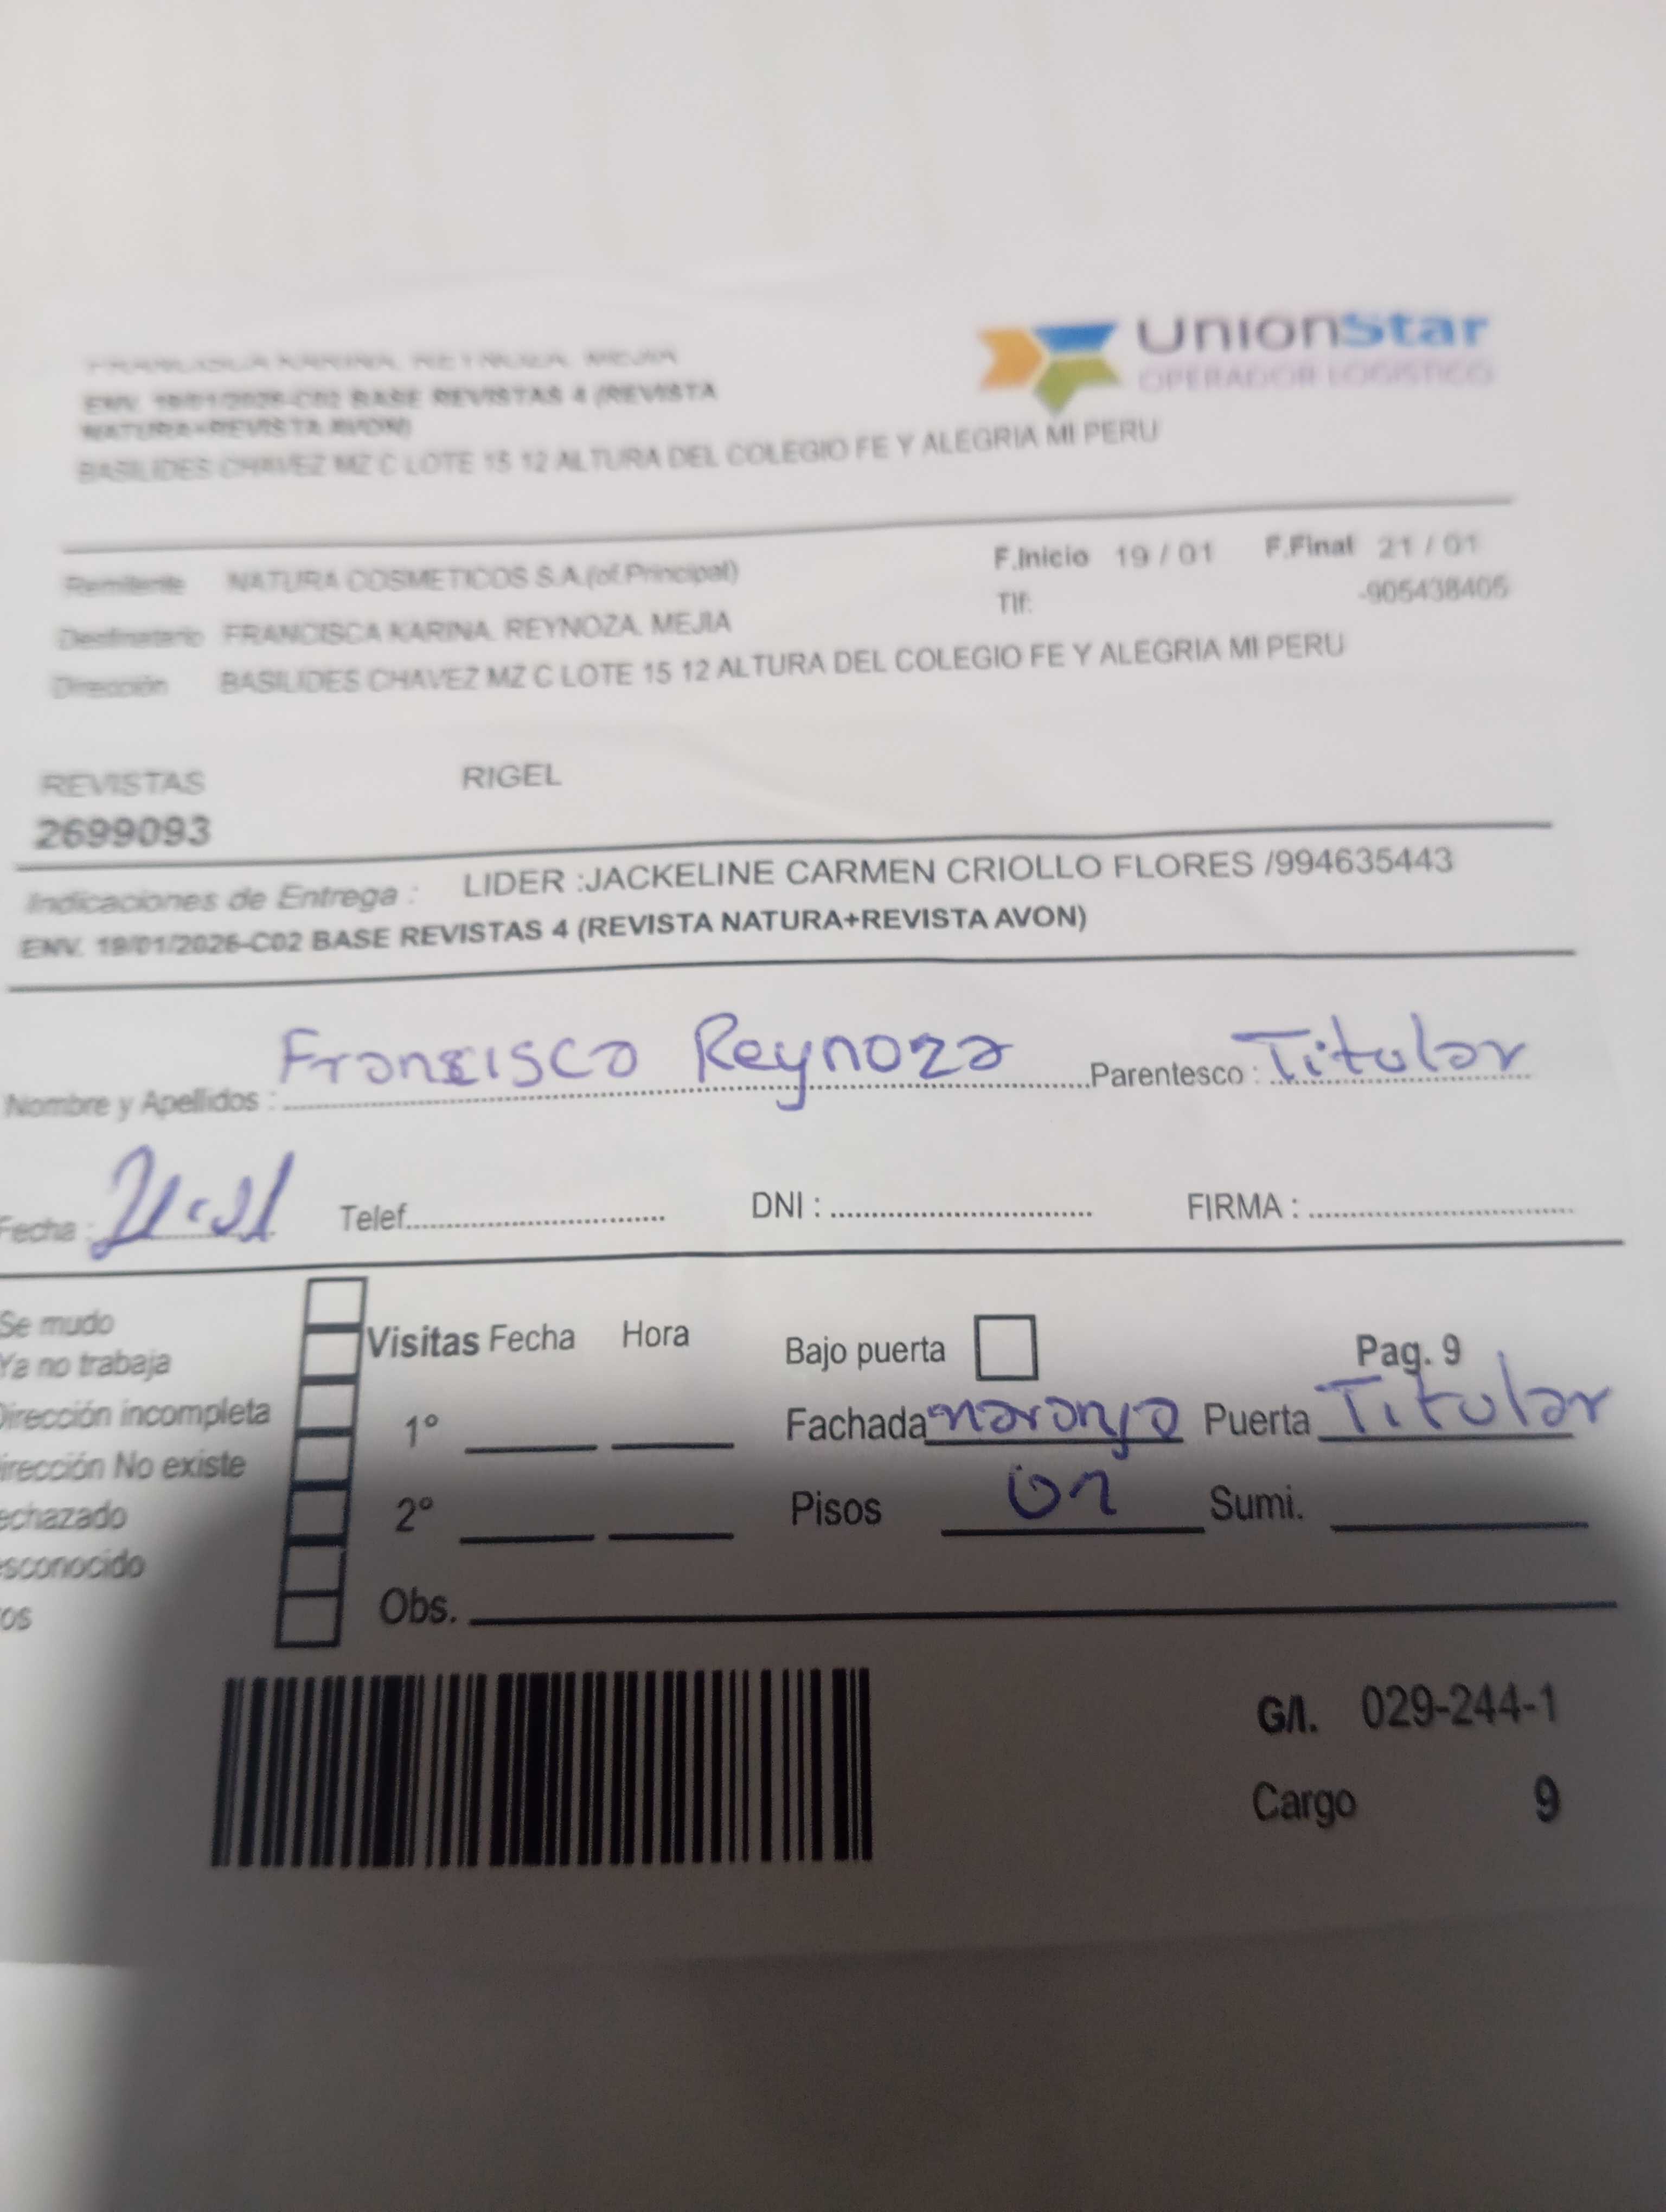 UnionStar
OPERADOR LOGISTICO
FRANCISCA KARINA. REYNOZA. MEJIA
ENV. 19/01/2026-C02 BASE REVISTAS 4 (REVISTA
NATURA+REVISTA AVON)
BASILIDES CHAVEZ MZ C LOTE 15 12 ALTURA DEL COLEGIO FE Y ALEGRIA MI PERU
Remitente NATURA COSMETICOS S.A.(of.Principal) F.Inicio 19 / 01 F.Final 21 / 01
Tlf: -905438405
Destinatario FRANCISCA KARINA. REYNOZA. MEJIA
Dirección BASILIDES CHAVEZ MZ C LOTE 15 12 ALTURA DEL COLEGIO FE Y ALEGRIA MI PERU
REVISTAS RIGEL
2699093
Indicaciones de Entrega : LIDER :JACKELINE CARMEN CRIOLLO FLORES /994635443
ENV. 19/01/2026-C02 BASE REVISTAS 4 (REVISTA NATURA+REVISTA AVON)
Nombre y Apellidos : Francisca Reynoza Parentesco : Titular
Fecha : Telef. DNI : FIRMA :
Se mudo
Ya no trabaja
Dirección incompleta
irección No existe
echazado
esconocido
os
Visitas Fecha Hora Bajo puerta Pag. 9
1° Fachada naranja Puerta Titular
2° Pisos 02 Sumi.
Obs.
G/I. 029-244-1
Cargo 9